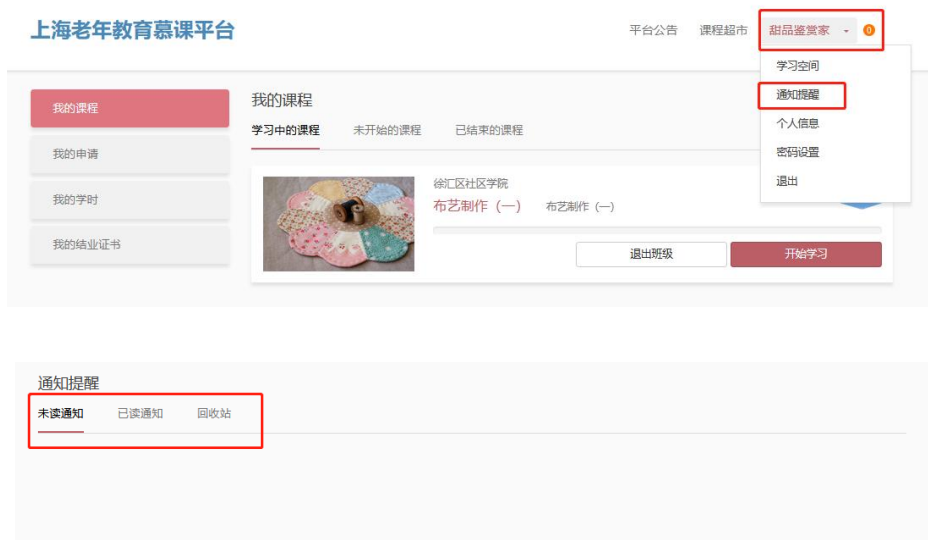 上海老年教育慕课平台
平台公告 课程超市 甜品鉴赏家 0
学习空间
通知提醒
个人信息
密码设置
退出
我的课程
我的申请
我的学时
我的结业证书
我的课程
学习中的课程 未开始的课程 已结束的课程
徐汇区社区学院
布艺制作（一） 布艺制作（一）
退出班级 开始学习
通知提醒
未读通知 已读通知 回收站